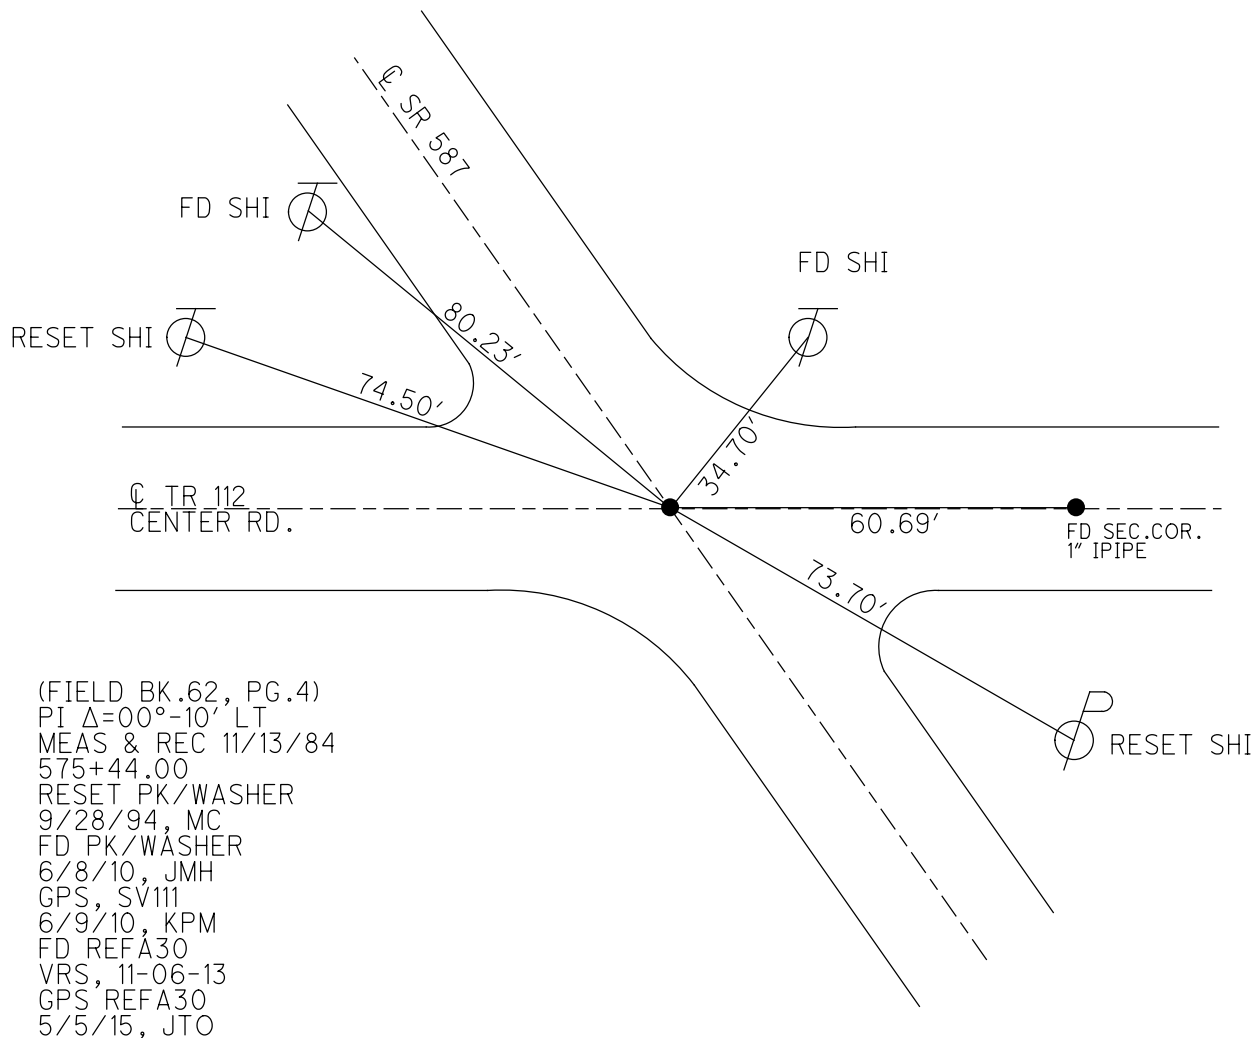 ℄ SR 587
FD SHI
FD SHI
80.23'
RESET SHI
74.50'
34.70'
℄ TR 112
CENTER RD.
60.69'
FD SEC.COR.
1" IPIPE
73.70'
RESET SHI
(FIELD BK.62, PG.4)
PI Δ=00°-10' LT
MEAS & REC 11/13/84
575+44.00
RESET PK/WASHER
9/28/94, MC
FD PK/WASHER
6/8/10, JMH
GPS, SV111
6/9/10, KPM
FD REFA30
VRS, 11-06-13
GPS REFA30
5/5/15, JTO